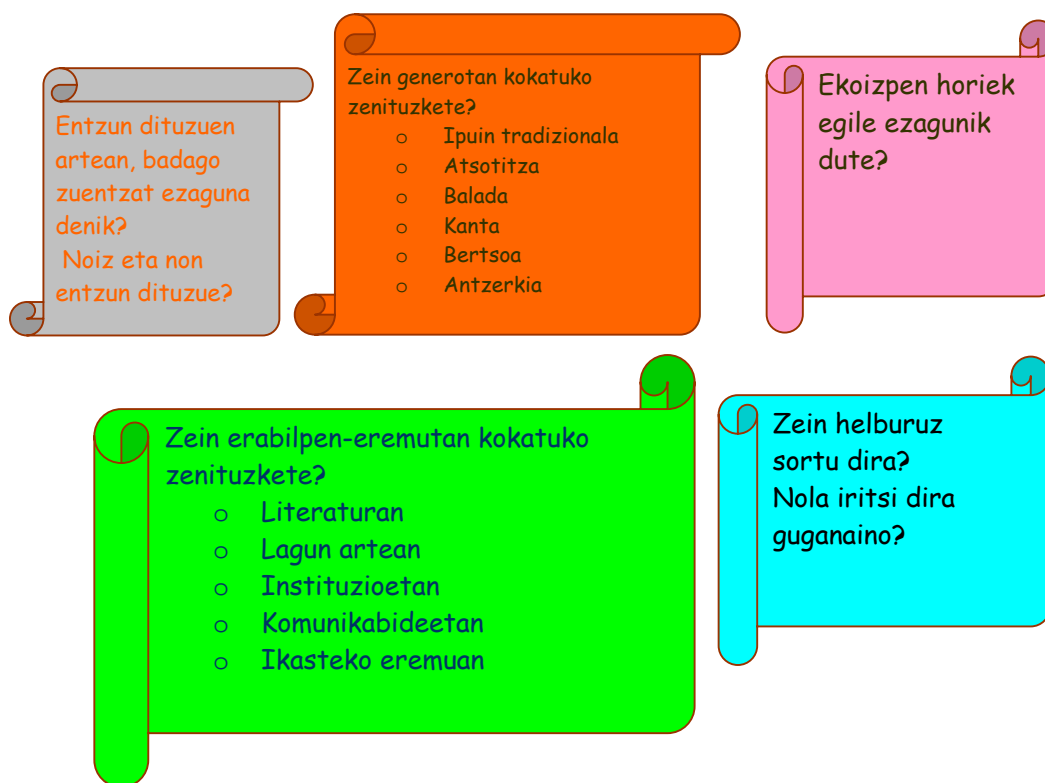 Entzun dituzuen
artean, badago
zuentzat ezaguna
denik?
Noiz eta non
entzun dituzue?
Zein generotan kokatuko
zenituzkete?
o Ipuin tradizionala
o Atsotitza
o Balada
o Kanta
o Bertsoa
o Antzerkia
Ekoizpen horiek
egile ezagunik
dute?
Zein erabilpen-eremutan kokatuko
zenituzkete?
o Literaturan
o Lagun artean
o Instituzioetan
o Komunikabideetan
o Ikasteko eremuan
Zein helburuz
sortu dira?
Nola iritsi dira
guganaino?